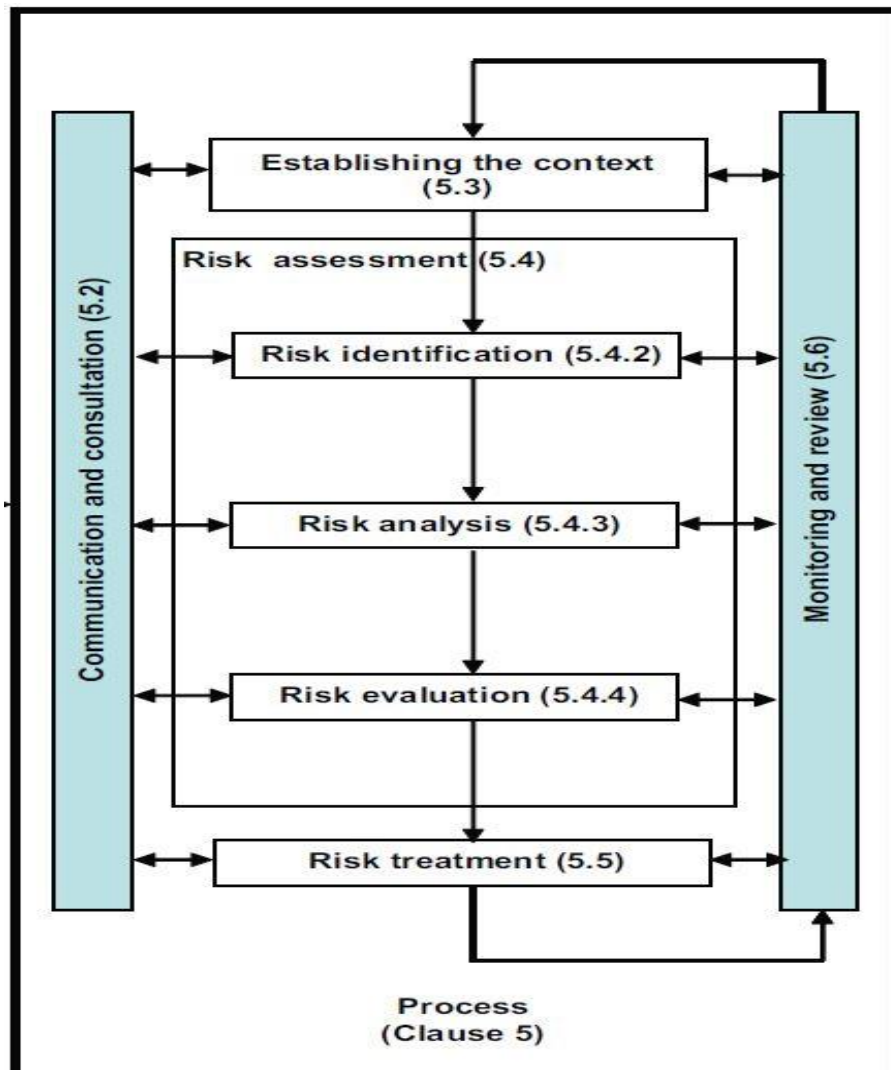 Establishing the context
(5.3)
Risk assessment (5.4)
Risk identification (5.4.2)
Risk analysis (5.4.3)
Risk evaluation (5.4.4)
Risk treatment (5.5)
Communication and consultation (5.2)
Monitoring and review (5.6)
Process
(Clause 5)